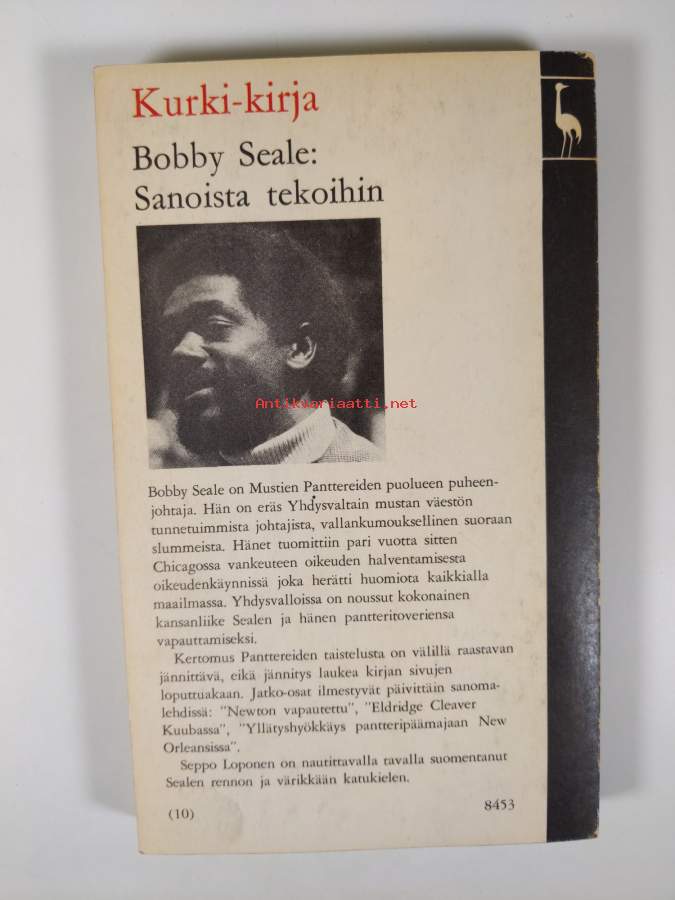 Kurki-kirja
Bobby Seale:
Sanoista tekoihin
Antikvariaatti.net
Bobby Seale on Mustien Panttereiden puolueen puheen-
johtaja. Hän on eräs Yhdysvaltain mustan väestön
tunnetuimmista johtajista, vallankumouksellinen suoraan
slummeista. Hänet tuomittiin pari vuotta sitten
Chicagossa vankeuteen oikeuden halventamisesta
oikeudenkäynnissä joka herätti huomiota kaikkialla
maailmassa. Yhdysvalloissa on noussut kokonainen
kansanliike Sealen ja hänen pantteritoveriensa
vapauttamiseksi.
Kertomus Panttereiden taistelusta on välillä raastavan
jännittävä, eikä jännitys laukea kirjan sivujen
loputtuakaan. Jatko-osat ilmestyvät päivittäin sanoma-
lehdissä: "Newton vapautettu", "Eldridge Cleaver
Kuubassa", "Yllätyshyökkäys pantteripäämajaan New
Orleansissa".
Seppo Loponen on nautittavalla tavalla suomentanut
Sealen rennon ja värikkään katukielen.
(10)
8453